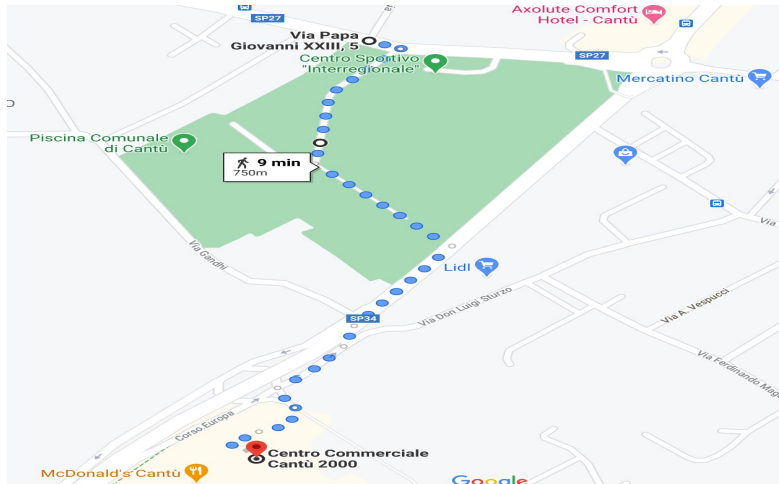 SP27
Axolute Comfort
Hotel - Cantù
Via Papa
Giovanni XXIII, 5
Centro Sportivo
"Interregionale"
SP27
Mercatino Cantù
Piscina Comunale
di Cantù
9 min
750m
Via
Via Gandhi
Lidl
SP34
Via Don Luigi Sturzo
Via A. Vespucci
Via Ferdinando Mag
Corso Europa
Centro Commerciale
Cantù 2000
McDonald's Cantù
Google